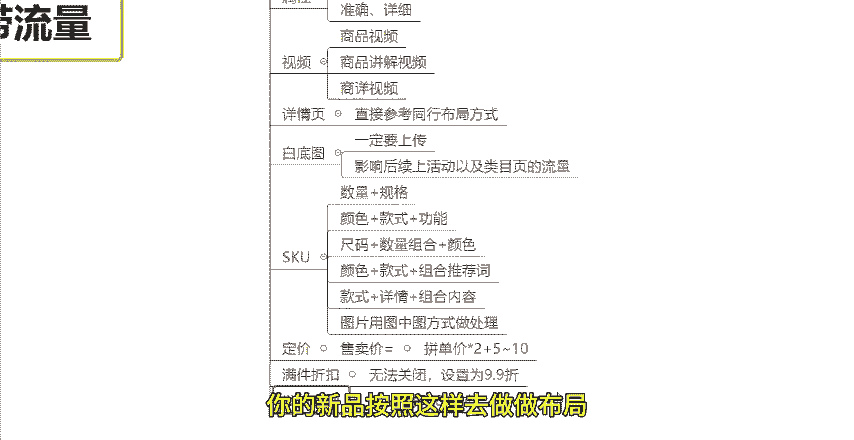 带流量
准确、详细
视频
商品视频
商品讲解视频
商详视频
详情页
直接参考同行布局方式
白底图
一定要上传
影响后续上活动以及类目页的流量
SKU
数量+规格
颜色+款式+功能
尺码+数量组合+颜色
颜色+款式+组合推荐词
款式+详情+组合内容
图片用图中图方式做处理
定价 售卖价= 拼单价*2+5~10
满件折扣 无法关闭，设置为9.9折
你的新品按照这样去做做布局